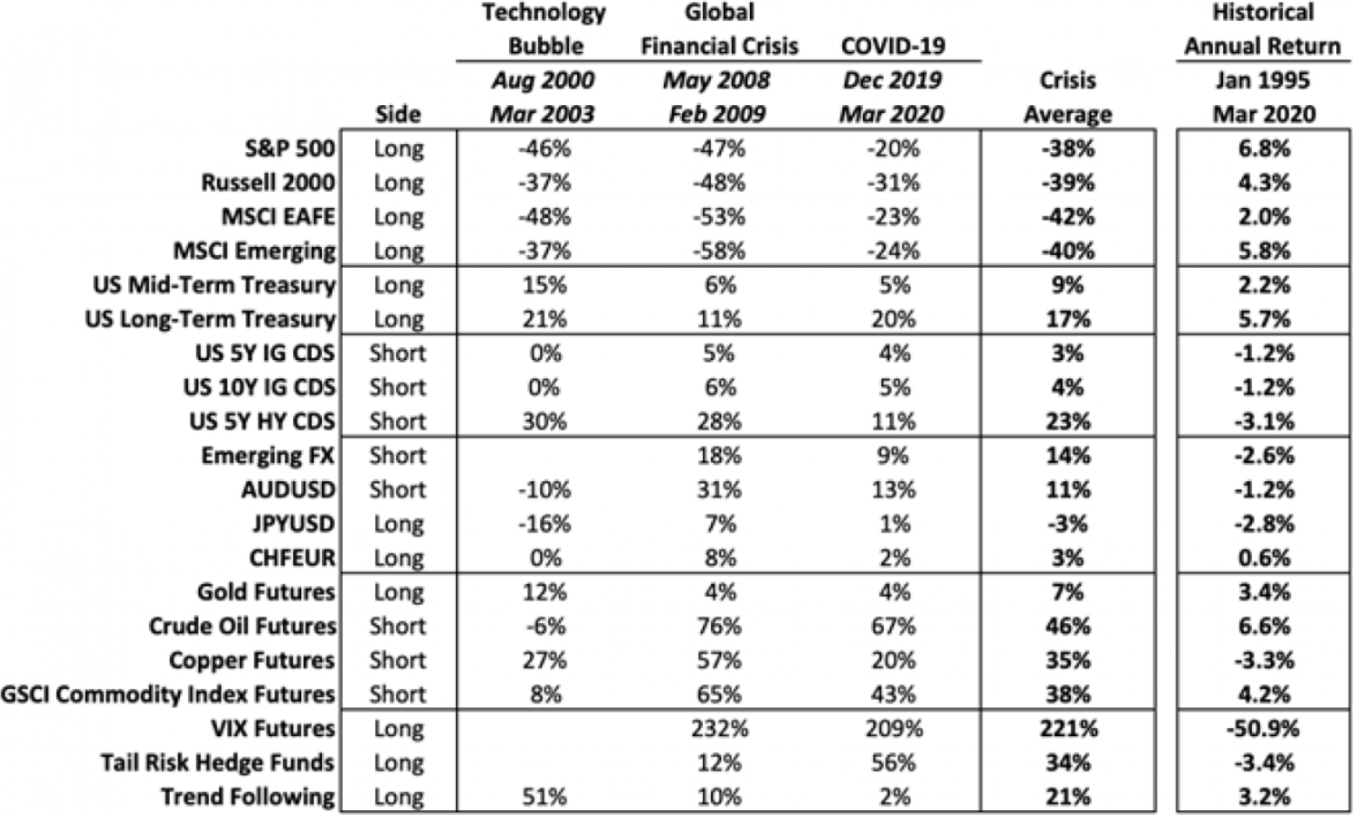 Technology Global Historical
Bubble Financial Crisis COVID-19 Annual Return
Aug 2000 May 2008 Dec 2019 Crisis Jan 1995
Side Mar 2003 Feb 2009 Mar 2020 Average Mar 2020
S&P 500 Long -46% -47% -20% -38% 6.8%
Russell 2000 Long -37% -48% -31% -39% 4.3%
MSCI EAFE Long -48% -53% -23% -42% 2.0%
MSCI Emerging Long -37% -58% -24% -40% 5.8%
US Mid-Term Treasury Long 15% 6% 5% 9% 2.2%
US Long-Term Treasury Long 21% 11% 20% 17% 5.7%
US 5Y IG CDS Short 0% 5% 4% 3% -1.2%
US 10Y IG CDS Short 0% 6% 5% 4% -1.2%
US 5Y HY CDS Short 30% 28% 11% 23% -3.1%
Emerging FX Short 18% 9% 14% -2.6%
AUDUSD Short -10% 31% 13% 11% -1.2%
JPYUSD Long -16% 7% 1% -3% -2.8%
CHFEUR Long 0% 8% 2% 3% 0.6%
Gold Futures Long 12% 4% 4% 7% 3.4%
Crude Oil Futures Short -6% 76% 67% 46% 6.6%
Copper Futures Short 27% 57% 20% 35% -3.3%
GSCI Commodity Index Futures Short 8% 65% 43% 38% 4.2%
VIX Futures Long 232% 209% 221% -50.9%
Tail Risk Hedge Funds Long 12% 56% 34% -3.4%
Trend Following Long 51% 10% 2% 21% 3.2%